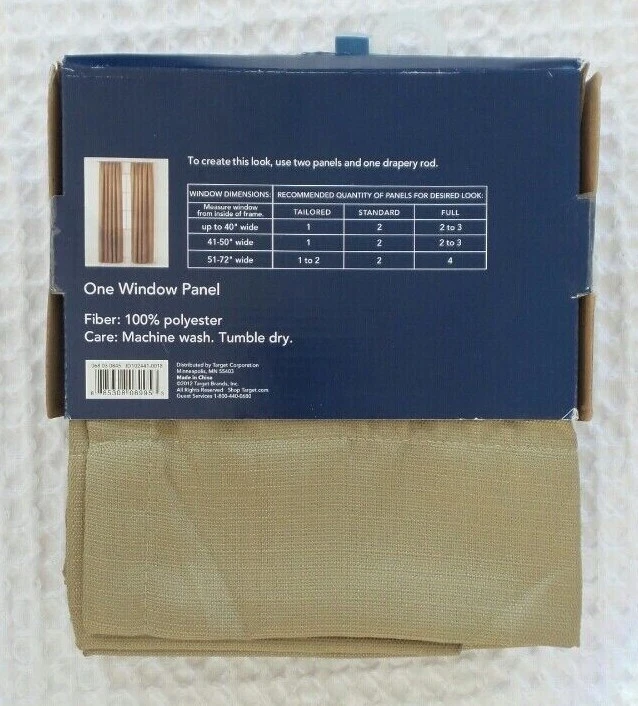 To create this look, use two panels and one drapery rod.
WINDOW DIMENSIONS: RECOMMENDED QUANTITY OF PANELS FOR DESIRED LOOK:
Measure window
from inside of frame. TAILORED STANDARD FULL
up to 40" wide 1 2 2 to 3
41-50" wide 1 2 2 to 3
51-72" wide 1 to 2 2 4
One Window Panel
Fiber: 100% polyester
Care: Machine wash. Tumble dry.
Distributed by Target Corporation
Minneapolis, MN 55403
Made in China
©2012 Target Brands, Inc.
All Rights Reserved Shop Target.com
Guest Services 1-800-440-0680